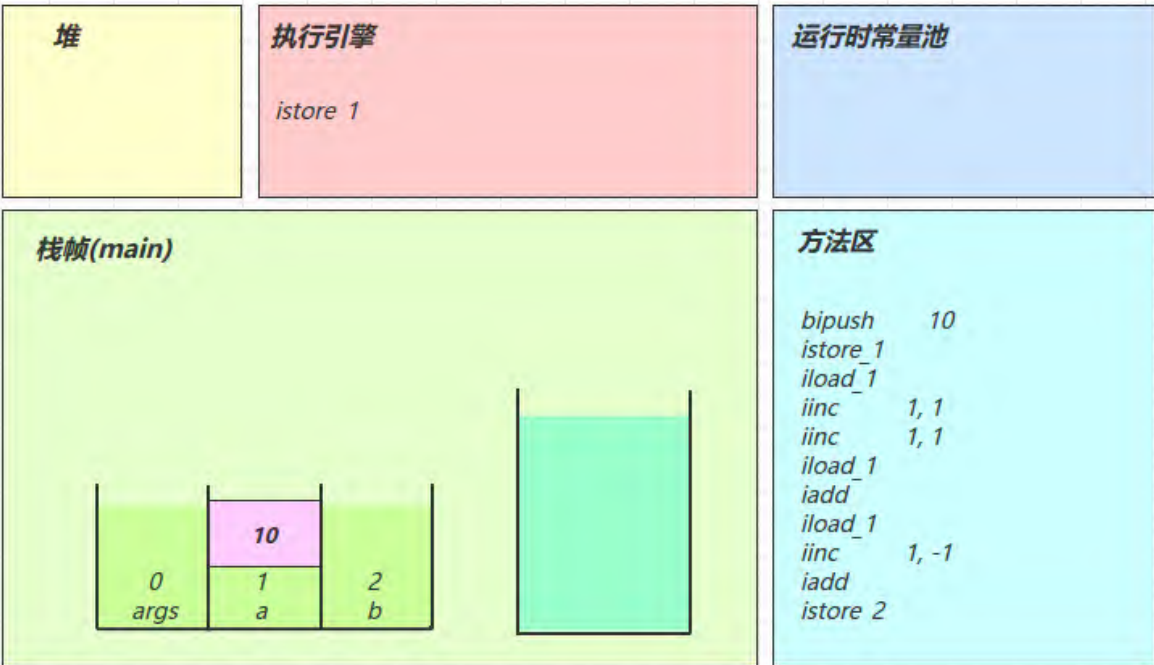 堆
执行引擎
istore 1
运行时常量池
栈帧(main)
10
0 1 2
args a b
方法区
bipush 10
istore_1
iload_1
iinc 1, 1
iinc 1, 1
iload_1
iadd
iload_1
iinc 1, -1
iadd
istore 2